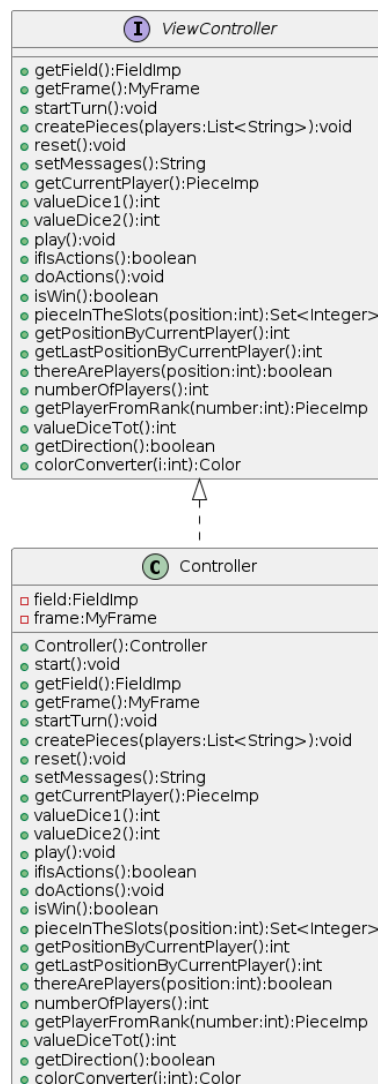 I ViewController
getField():FieldImp
getFrame():MyFrame
startTurn():void
createPieces(players:List<String>):void
reset():void
setMessages():String
getCurrentPlayer():PieceImp
valueDice1():int
valueDice2():int
play():void
ifIsActions():boolean
doActions():void
isWin():boolean
pieceInTheSlots(position:int):Set<Integer>
getPositionByCurrentPlayer():int
getLastPositionByCurrentPlayer():int
thereArePlayers(position:int):boolean
numberOfPlayers():int
getPlayerFromRank(number:int):PieceImp
valueDiceTot():int
getDirection():boolean
colorConverter(i:int):Color
C Controller
field:FieldImp
frame:MyFrame
Controller():Controller
start():void
getField():FieldImp
getFrame():MyFrame
startTurn():void
createPieces(players:List<String>):void
reset():void
setMessages():String
getCurrentPlayer():PieceImp
valueDice1():int
valueDice2():int
play():void
ifIsActions():boolean
doActions():void
isWin():boolean
pieceInTheSlots(position:int):Set<Integer>
getPositionByCurrentPlayer():int
getLastPositionByCurrentPlayer():int
thereArePlayers(position:int):boolean
numberOfPlayers():int
getPlayerFromRank(number:int):PieceImp
valueDiceTot():int
getDirection():boolean
colorConverter(i:int):Color